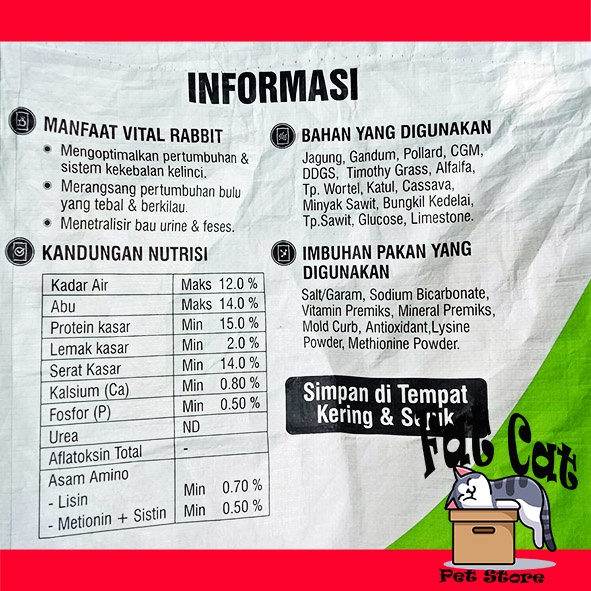 INFORMASI
MANFAAT VITAL RABBIT
• Mengoptimalkan pertumbuhan &
sistem kekebalan kelinci.
• Merangsang pertumbuhan bulu
yang tebal & berkilau.
• Menetralisir bau urine & feses.
KANDUNGAN NUTRISI
Kadar Air Maks 12.0 %
Abu Maks 14.0 %
Protein kasar Min 15.0 %
Lemak kasar Min 2.0 %
Serat Kasar Min 14.0 %
Kalsium (Ca) Min 0.80 %
Fosfor (P) Min 0.50 %
Urea ND
Aflatoksin Total -
Asam Amino
- Lisin Min 0.70 %
- Metionin + Sistin Min 0.50 %
BAHAN YANG DIGUNAKAN
Jagung, Gandum, Pollard, CGM,
DDGS, Timothy Grass, Alfalfa,
Tp. Wortel, Katul, Cassava,
Minyak Sawit, Bungkil Kedelai,
Tp.Sawit, Glucose, Limestone.
IMBUHAN PAKAN YANG
DIGUNAKAN
Salt/Garam, Sodium Bicarbonate,
Vitamin Premiks, Mineral Premiks,
Mold Curb, Antioxidant,Lysine
Powder, Methionine Powder.
Simpan di Tempat
Kering &
Fat Cat
Pet Store